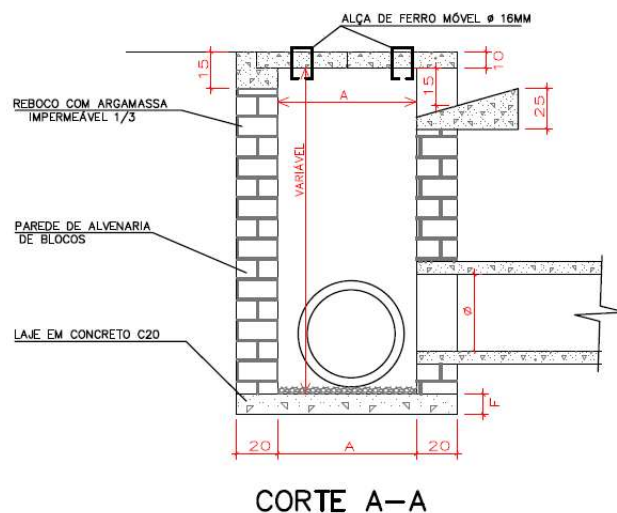 ALÇA DE FERRO MÓVEL ø 16MM
15
10
REBOCO COM ARGAMASSA
IMPERMEÁVEL 1/3
A
15
25
VARIÁVEL
PAREDE DE ALVENARIA
DE BLOCOS
ø
LAJE EM CONCRETO C20
F
20
A
20
CORTE A-A